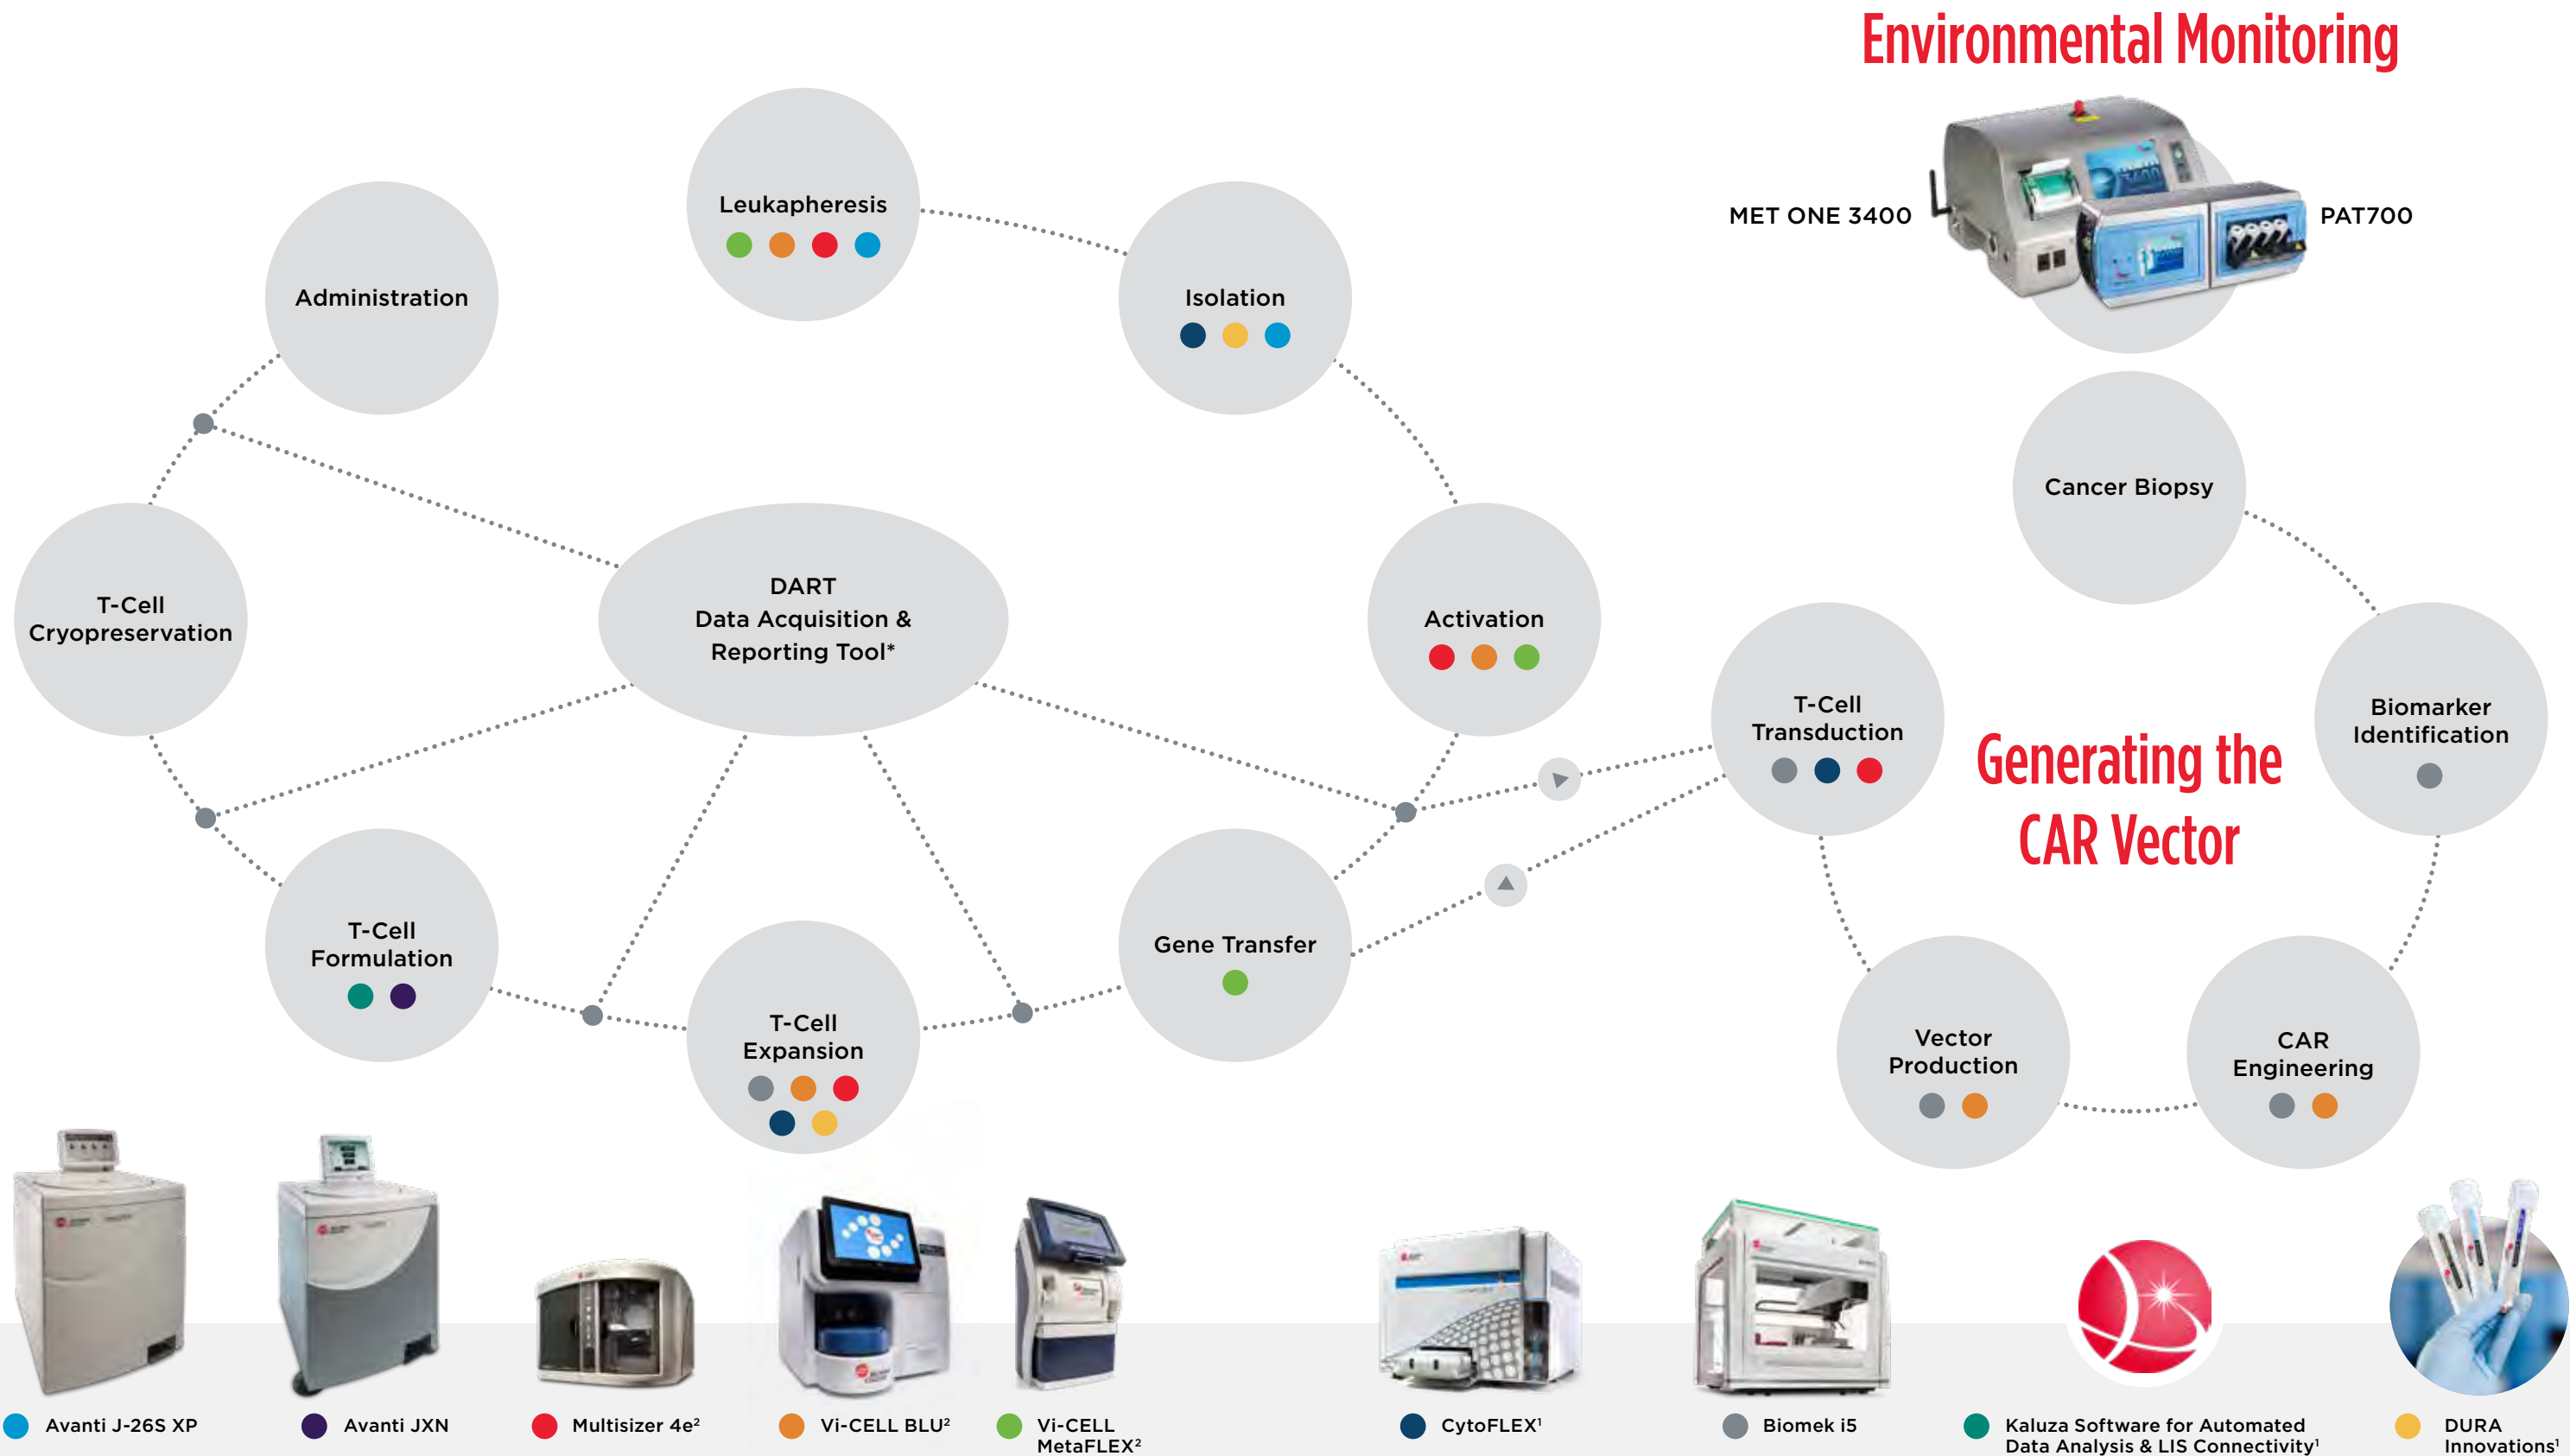 Environmental Monitoring
MET ONE 3400
PAT700
Leukapheresis
Administration
Isolation
Cancer Biopsy
T-Cell
Cryopreservation
DART
Data Acquisition &
Reporting Tool*
Activation
T-Cell
Transduction
Biomarker
Identification
Generating the
CAR Vector
T-Cell
Formulation
Gene Transfer
T-Cell
Expansion
Vector
Production
CAR
Engineering
Avanti J-26S XP
Avanti JXN
Multisizer 4e²
Vi-CELL BLU²
Vi-CELL
MetaFLEX²
CytoFLEX¹
Biomek i5
Kaluza Software for Automated
Data Analysis & LIS Connectivity¹
DURA
Innovations¹